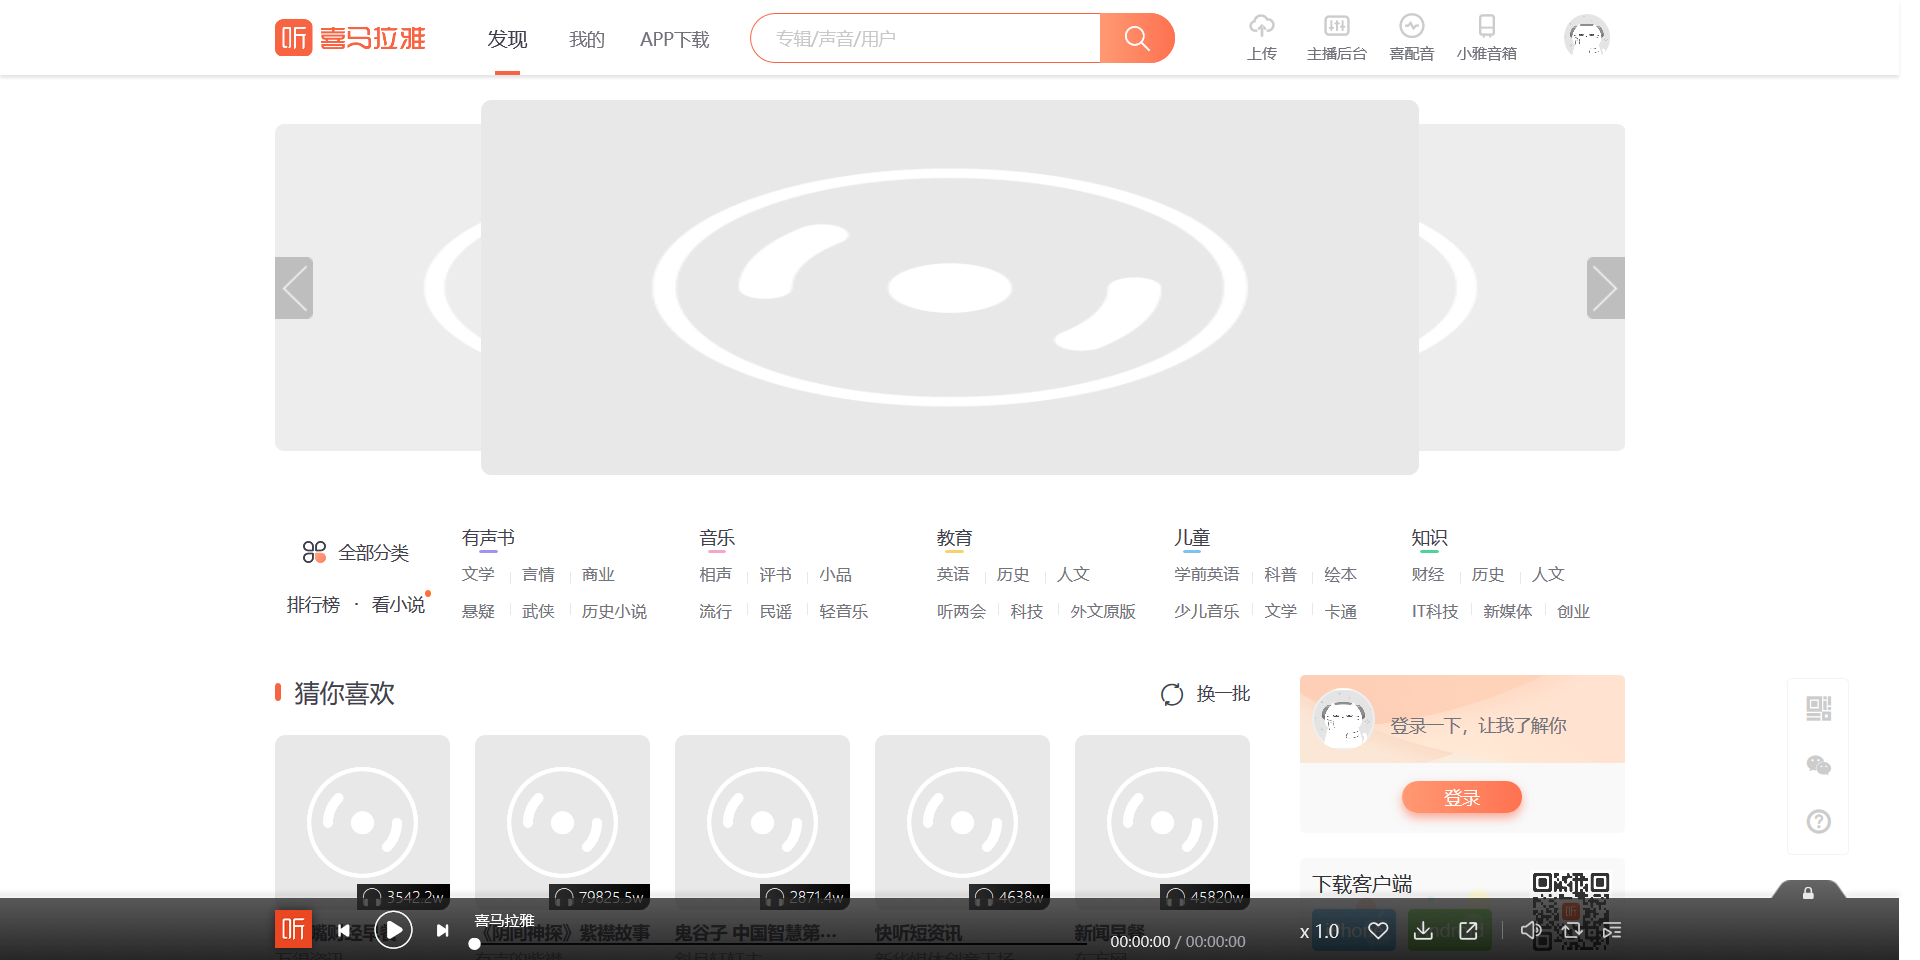 听 喜马拉雅 发现 我的 APP下载 专辑/声音/用户 上传 主播后台 喜配音 小雅音箱
全部分类
排行榜 · 看小说
有声书
文学 言情 商业
悬疑 武侠 历史小说
音乐
相声 评书 小品
流行 民谣 轻音乐
教育
英语 历史 人文
听两会 科技 外文原版
儿童
学前英语 科普 绘本
少儿音乐 文学 卡通
知识
财经 历史 人文
IT科技 新媒体 创业
猜你喜欢 换一批
3542.2w 79825.5w 2871.4w 4638w 45820w
嘴财经早餐 《阴间神探》紫襟故事 鬼谷子 中国智慧第... 快听短资讯 新闻早餐
登录一下，让我了解你
登录
下载客户端
听
喜马拉雅
00:00:00 / 00:00:00
x 1.0